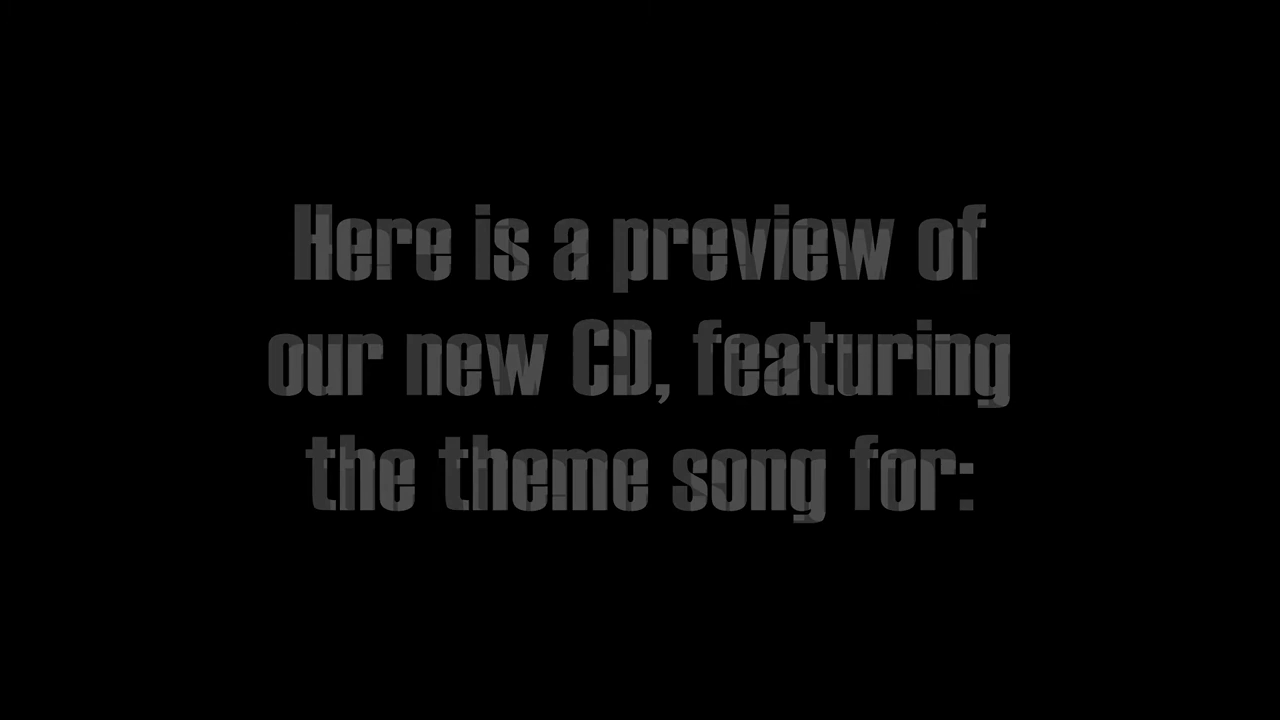 Here is a preview of
our new CD, featuring
the theme song for: